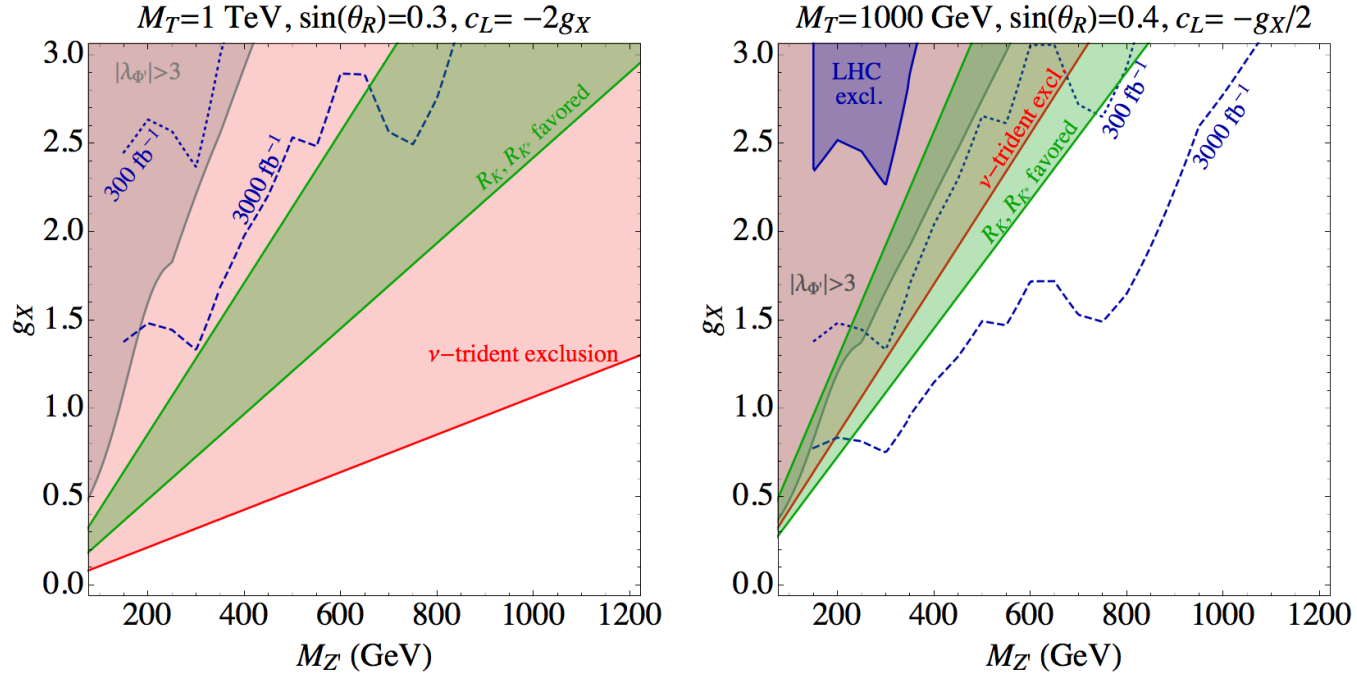 M_T=1 TeV, sin(θ_R)=0.3, c_L= −2g_X
3.0
2.5
2.0
1.5
1.0
0.5
0.0
g_X
|λ_Φ'|>3
300 fb⁻¹
3000 fb⁻¹
R_K, R_K* favored
ν−trident exclusion
200 400 600 800 1000 1200
M_Z' (GeV)
M_T=1000 GeV, sin(θ_R)=0.4, c_L= −g_X/2
3.0
2.5
2.0
1.5
1.0
0.5
0.0
g_X
LHC
excl.
|λ_Φ'|>3
ν−trident excl.
R_K, R_K* favored
300 fb⁻¹
3000 fb⁻¹
200 400 600 800 1000 1200
M_Z' (GeV)